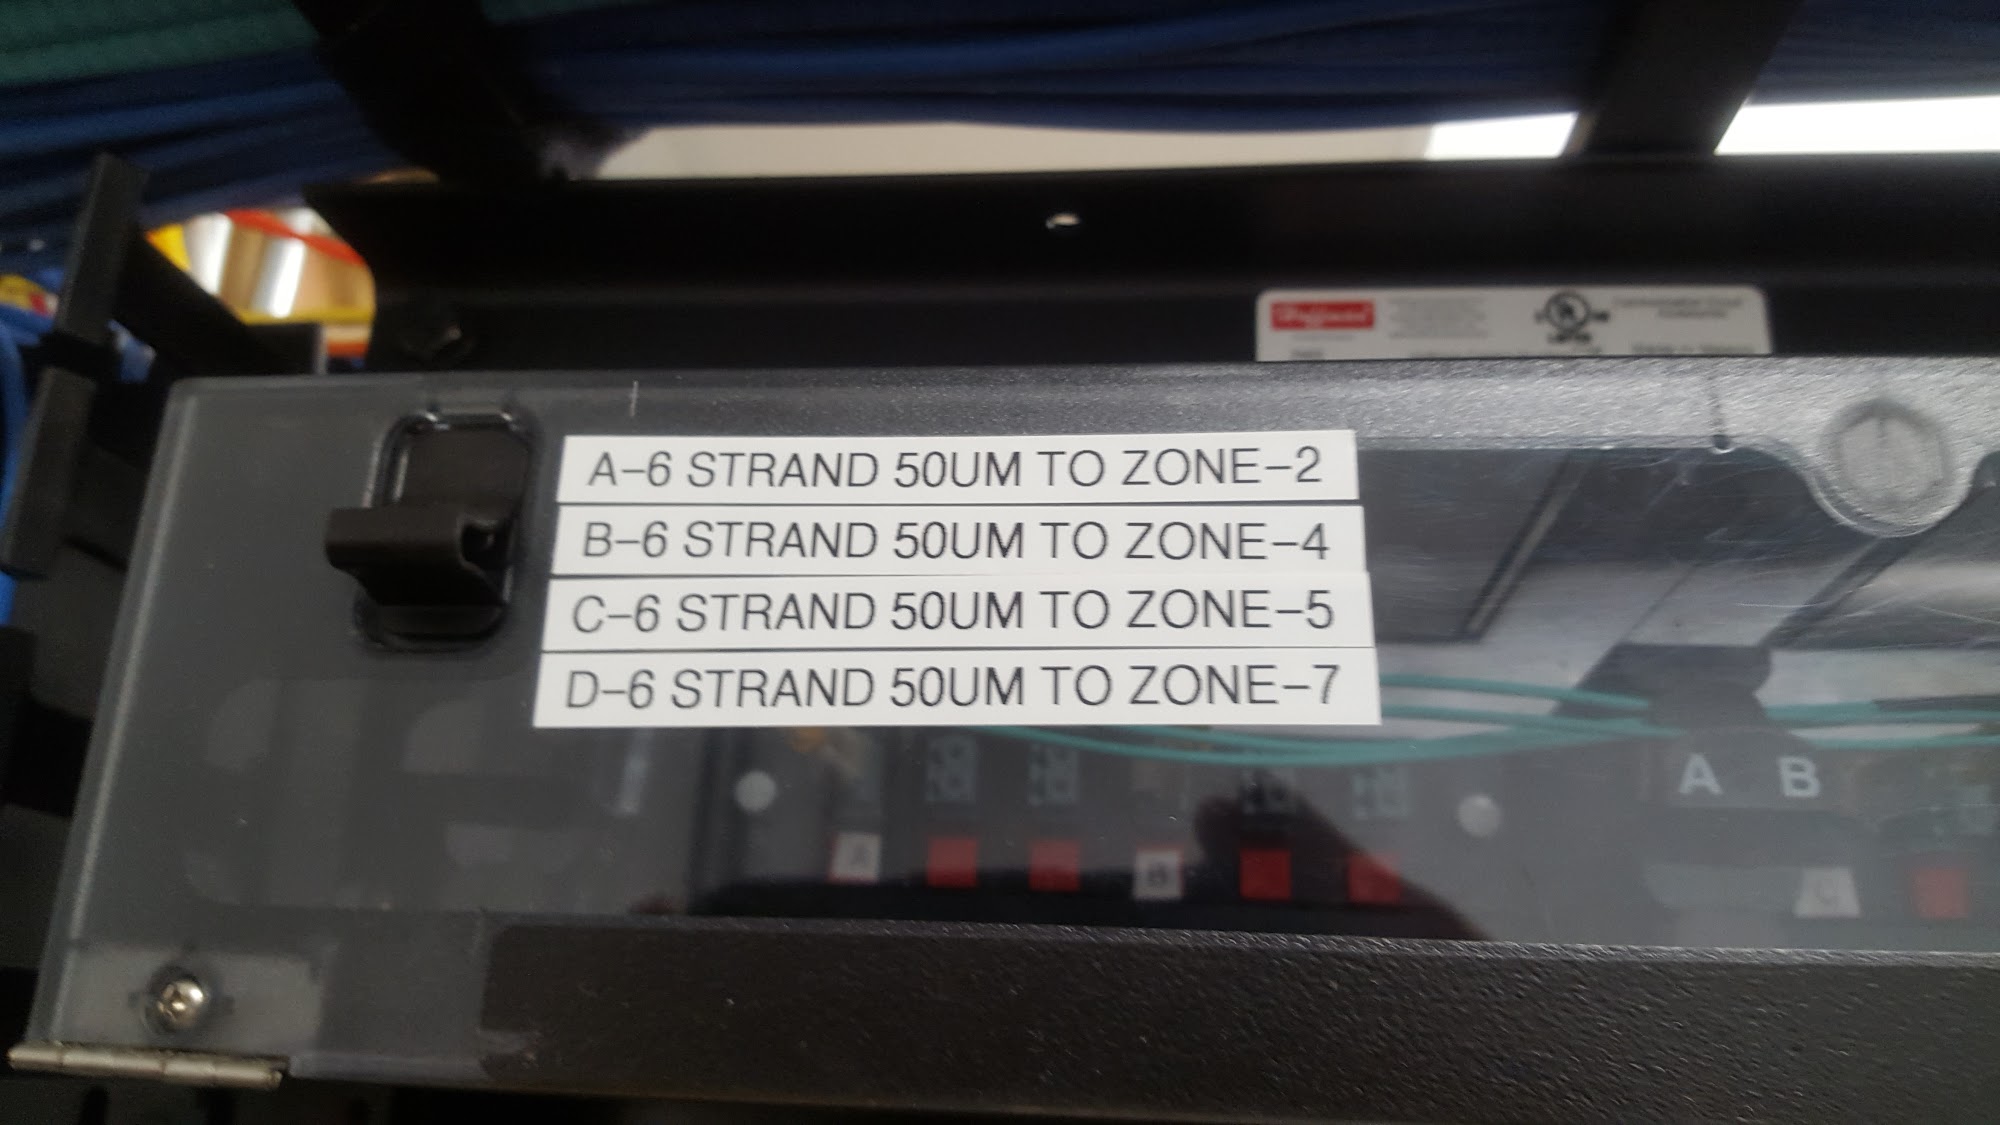 A-6 STRAND 50UM TO ZONE-2
B-6 STRAND 50UM TO ZONE-4
C-6 STRAND 50UM TO ZONE-5
D-6 STRAND 50UM TO ZONE-7
A B
A
B